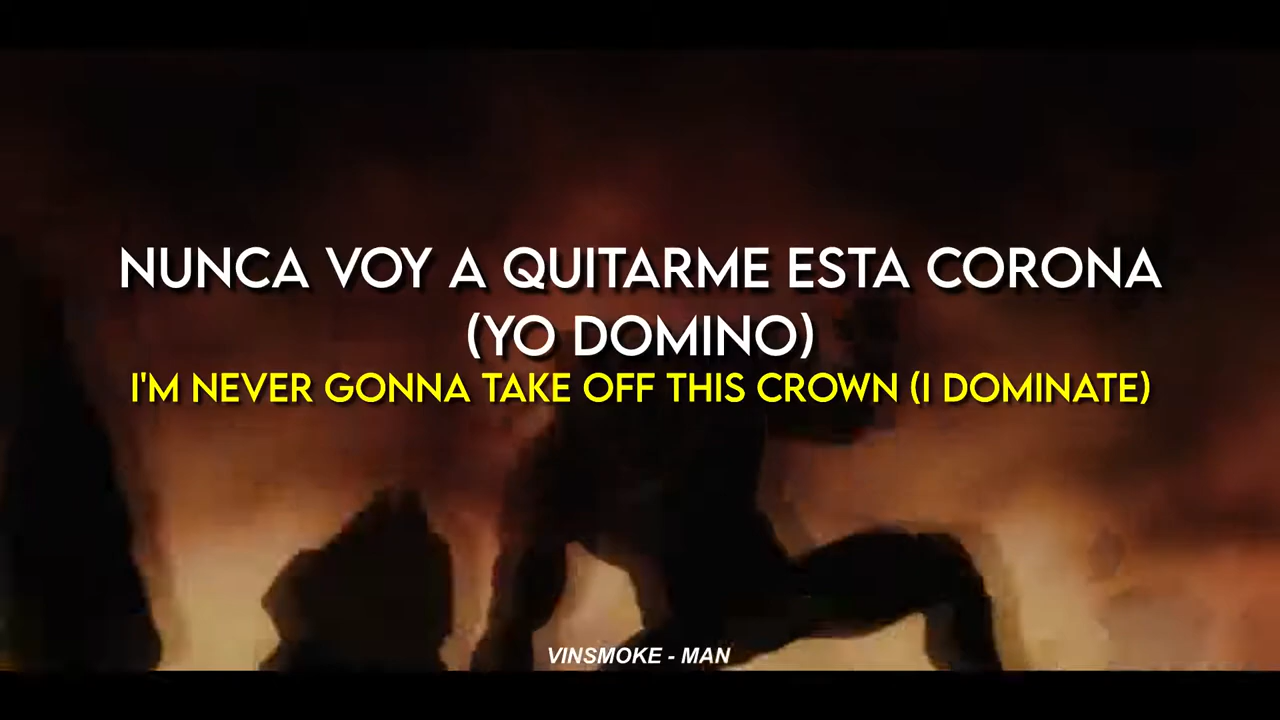 NUNCA VOY A QUITARME ESTA CORONA
(YO DOMINO)
I'M NEVER GONNA TAKE OFF THIS CROWN (I DOMINATE)
VINSMOKE - MAN